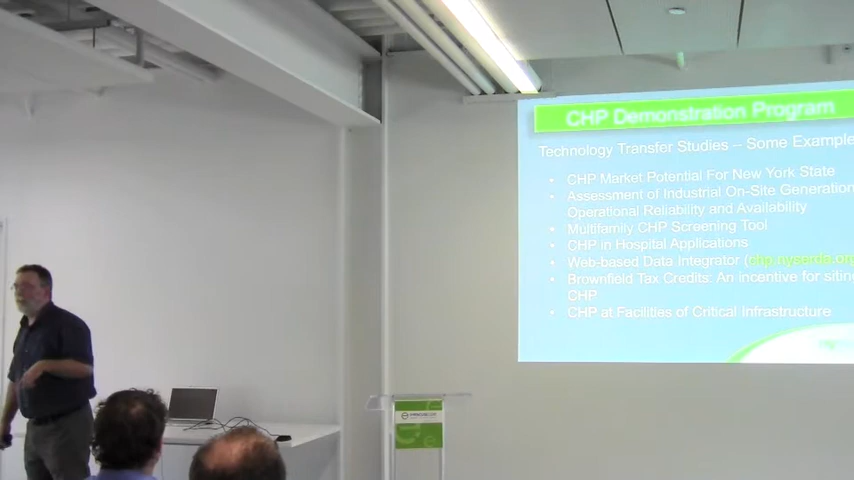 CHP Demonstration Program
Technology Transfer Studies – Some Example
• CHP Market Potential For New York State
• Assessment of Industrial On-Site Generation
Operational Reliability and Availability
• Multifamily CHP Screening Tool
• CHP in Hospital Applications
• Web-based Data Integrator (chp.nyserda.org
• Brownfield Tax Credits: An incentive for siting
CHP
• CHP at Facilities of Critical Infrastructure